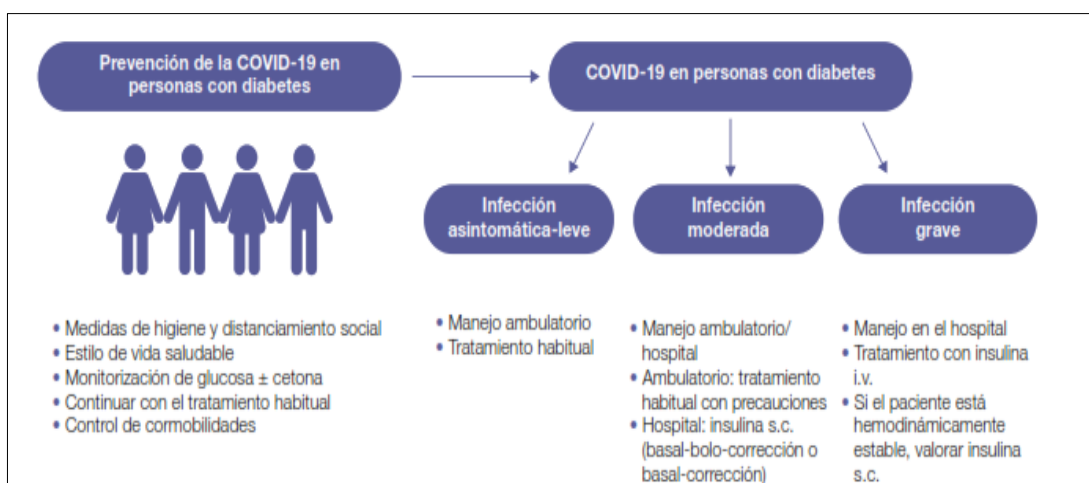 Prevención de la COVID-19 en
personas con diabetes
COVID-19 en personas con diabetes
Infección
asintomática-leve
Infección
moderada
Infección
grave
• Medidas de higiene y distanciamiento social
• Estilo de vida saludable
• Monitorización de glucosa ± cetona
• Continuar con el tratamiento habitual
• Control de cormobilidades
• Manejo ambulatorio
• Tratamiento habitual
• Manejo ambulatorio/
hospital
• Ambulatorio: tratamiento
habitual con precauciones
• Hospital: insulina s.c.
(basal-bolo-corrección o
basal-corrección)
• Manejo en el hospital
• Tratamiento con insulina
i.v.
• Si el paciente está
hemodinámicamente
estable, valorar insulina
s.c.